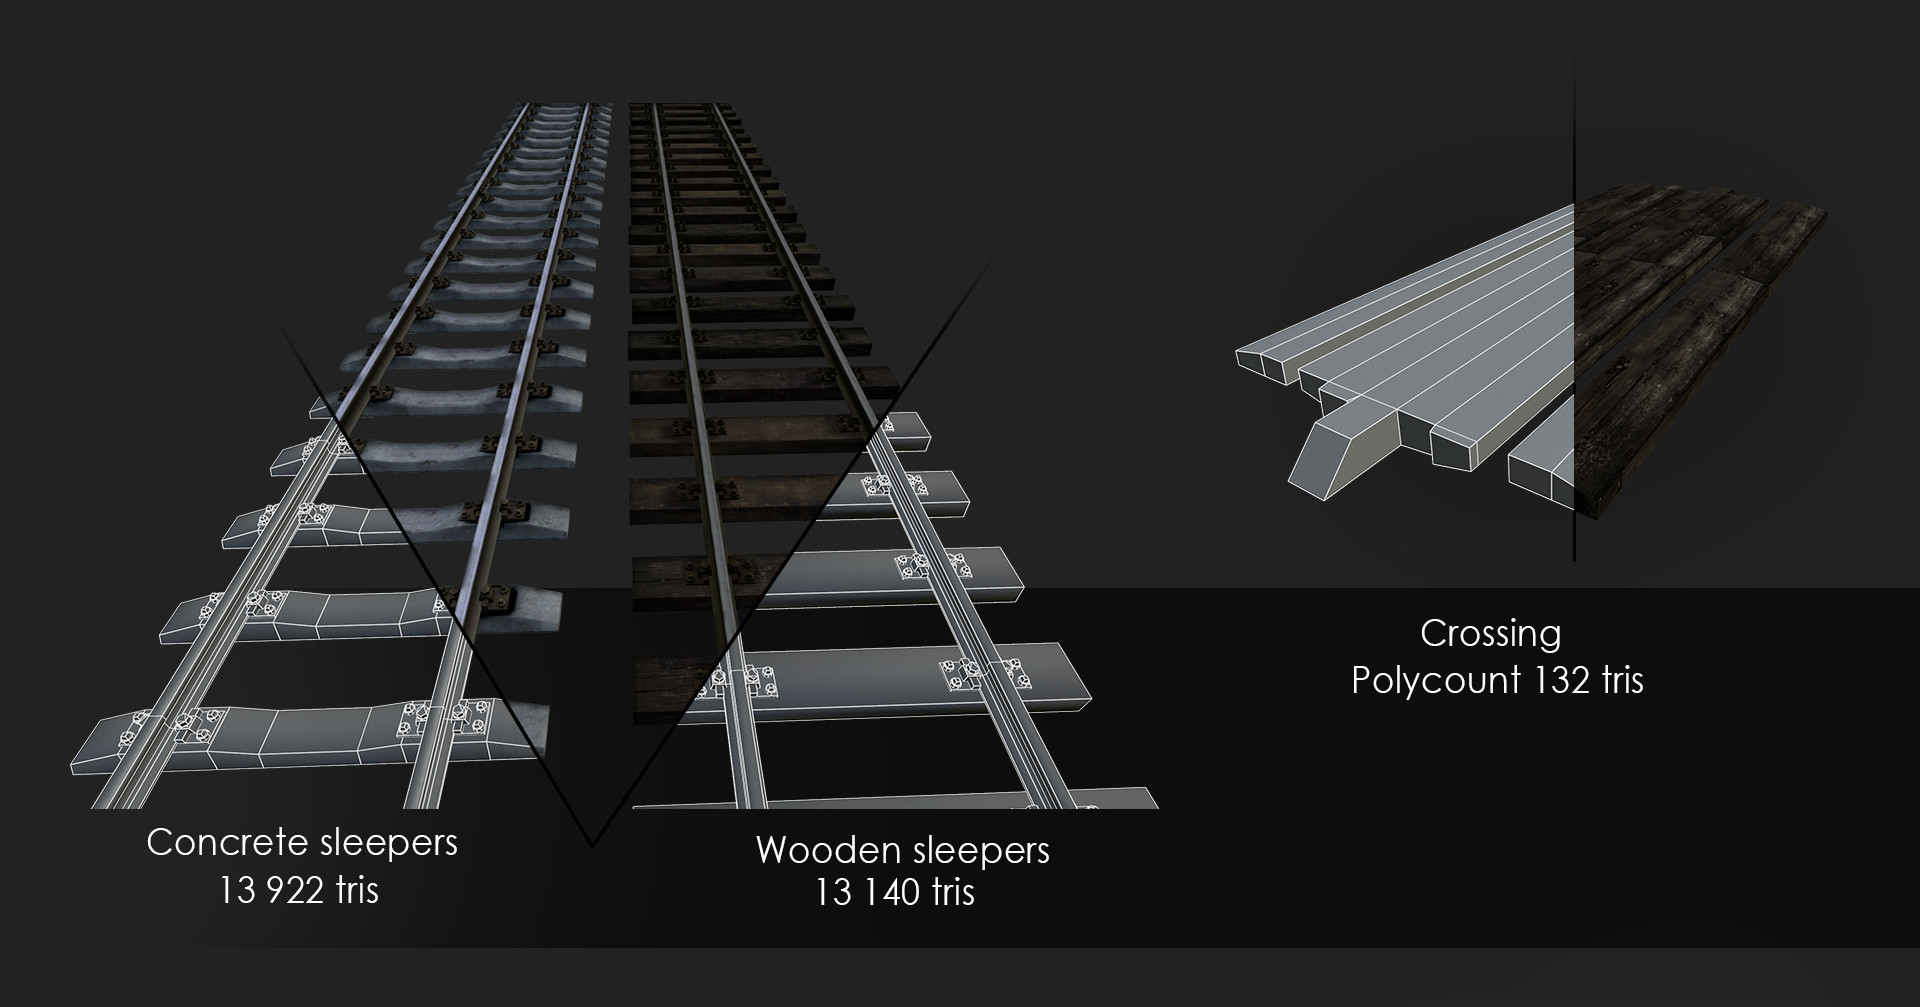 Concrete sleepers
13 922 tris
Wooden sleepers
13 140 tris
Crossing
Polycount 132 tris